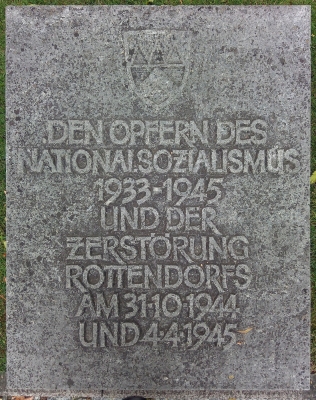 DEN OPFERN DES
NATIONALSOZIALISMUS
1933-1945
UND DER
ZERSTÖRUNG
ROTTENDORFS
AM 31·10·1944
UND 4·4·1945